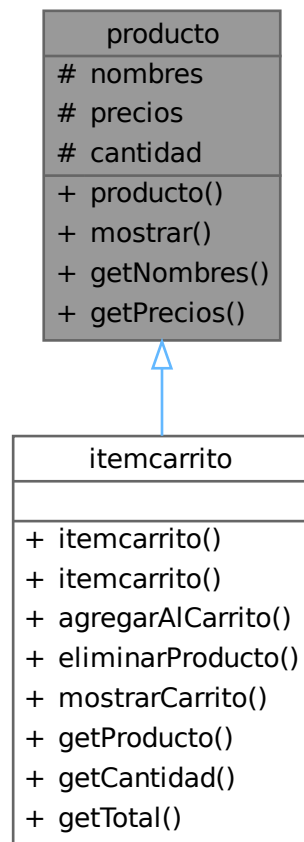 producto
# nombres
# precios
# cantidad
+ producto()
+ mostrar()
+ getNombres()
+ getPrecios()
itemcarrito
+ itemcarrito()
+ itemcarrito()
+ agregarAlCarrito()
+ eliminarProducto()
+ mostrarCarrito()
+ getProducto()
+ getCantidad()
+ getTotal()